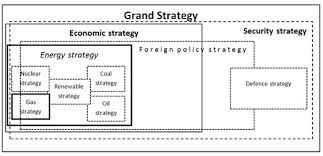 Grand Strategy
Economic strategy
Security strategy
Foreign policy strategy
Energy strategy
Nuclear
strategy
Coal
strategy
Renewable
strategy
Gas
strategy
Oil
strategy
Defence strategy